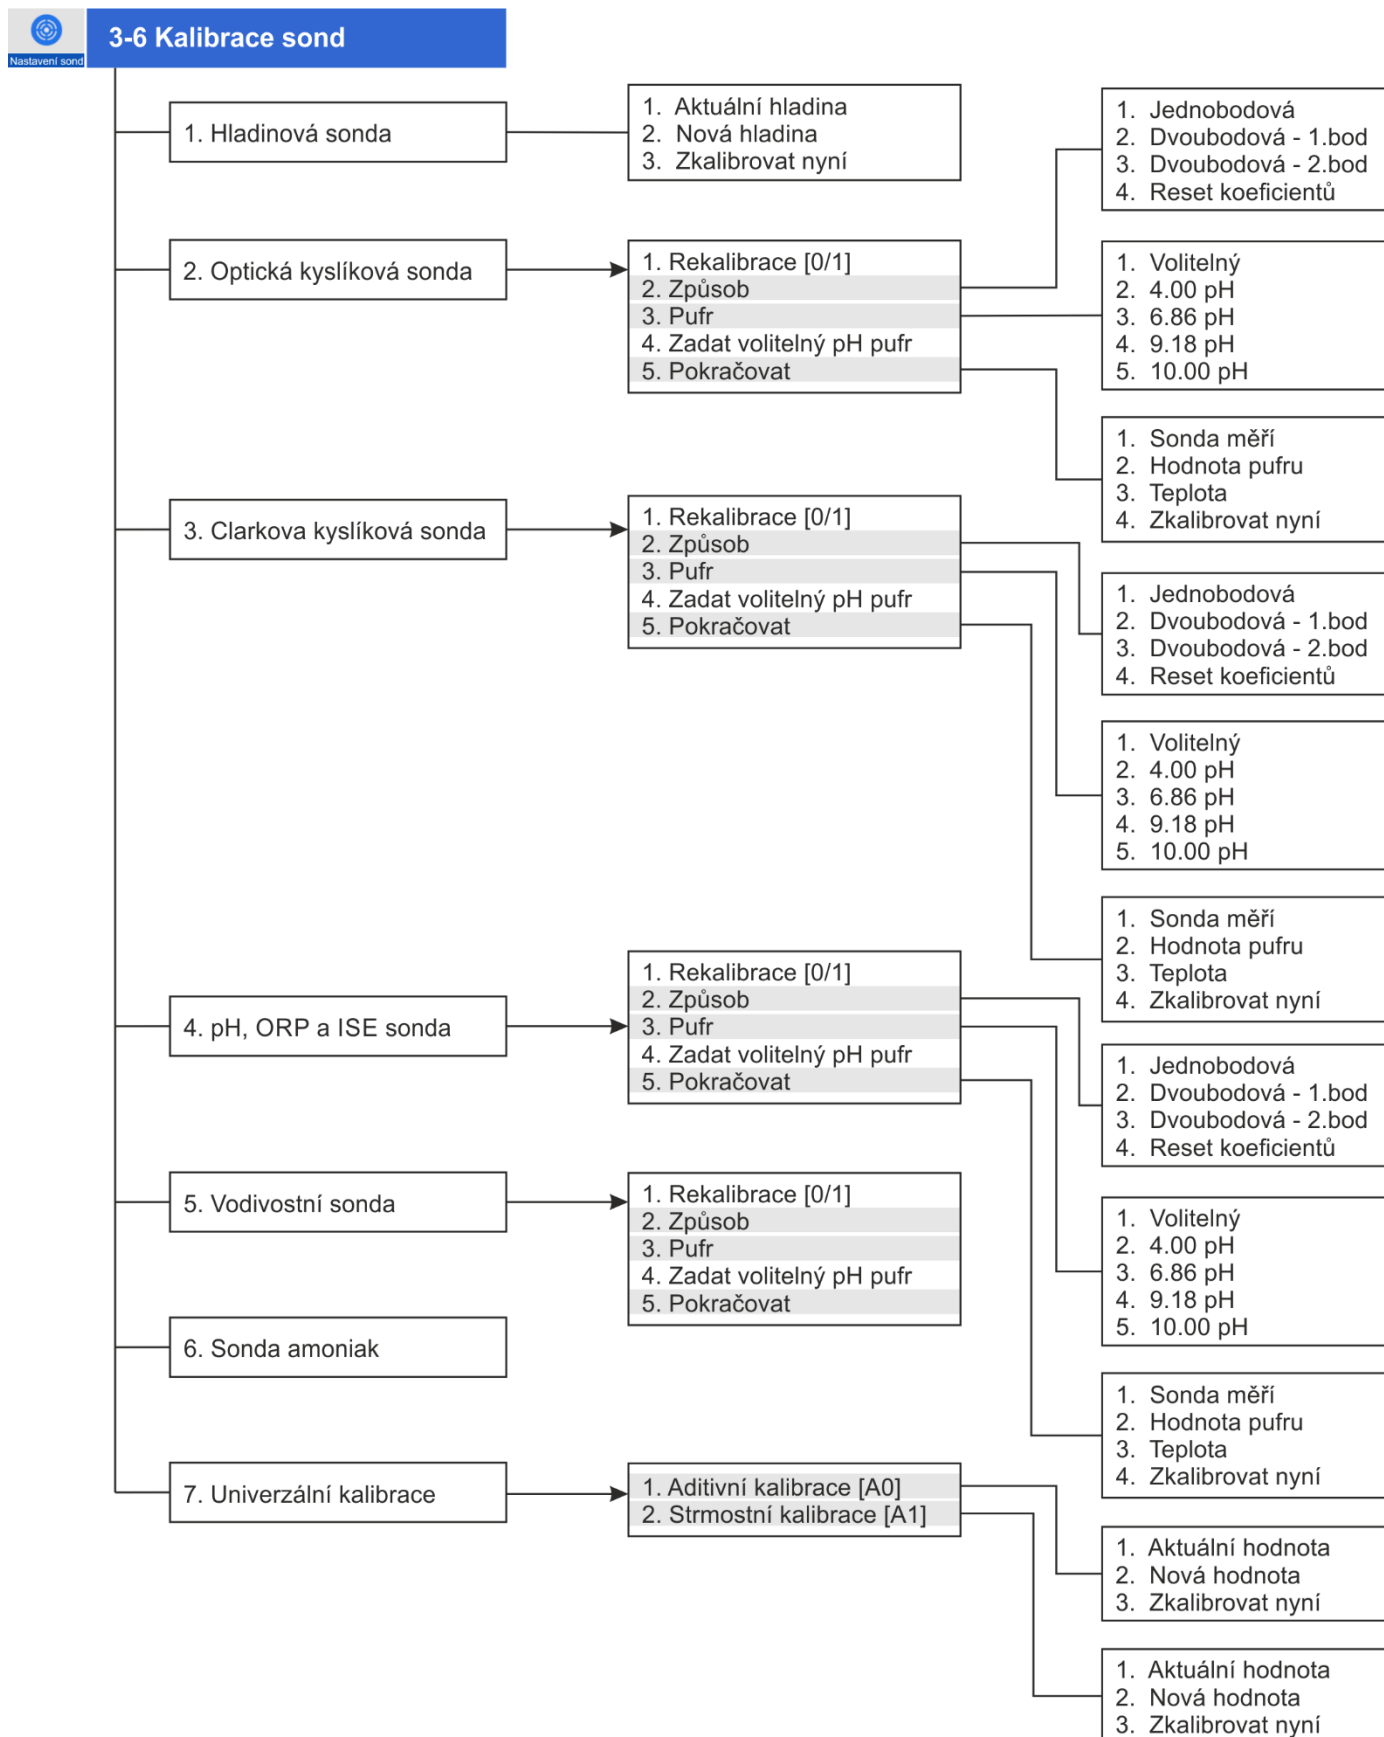 Nastavení sond
3-6 Kalibrace sond
1. Hladinová sonda
1. Aktuální hladina
2. Nová hladina
3. Zkalibrovat nyní
1. Jednobodová
2. Dvoubodová - 1.bod
3. Dvoubodová - 2.bod
4. Reset koeficientů
2. Optická kyslíková sonda
1. Rekalibrace [0/1]
2. Způsob
3. Pufr
4. Zadat volitelný pH pufr
5. Pokračovat
1. Volitelný
2. 4.00 pH
3. 6.86 pH
4. 9.18 pH
5. 10.00 pH
1. Sonda měří
2. Hodnota pufru
3. Teplota
4. Zkalibrovat nyní
3. Clarkova kyslíková sonda
1. Rekalibrace [0/1]
2. Způsob
3. Pufr
4. Zadat volitelný pH pufr
5. Pokračovat
1. Jednobodová
2. Dvoubodová - 1.bod
3. Dvoubodová - 2.bod
4. Reset koeficientů
1. Volitelný
2. 4.00 pH
3. 6.86 pH
4. 9.18 pH
5. 10.00 pH
1. Sonda měří
2. Hodnota pufru
3. Teplota
4. Zkalibrovat nyní
4. pH, ORP a ISE sonda
1. Rekalibrace [0/1]
2. Způsob
3. Pufr
4. Zadat volitelný pH pufr
5. Pokračovat
1. Jednobodová
2. Dvoubodová - 1.bod
3. Dvoubodová - 2.bod
4. Reset koeficientů
1. Volitelný
2. 4.00 pH
3. 6.86 pH
4. 9.18 pH
5. 10.00 pH
1. Sonda měří
2. Hodnota pufru
3. Teplota
4. Zkalibrovat nyní
5. Vodivostní sonda
1. Rekalibrace [0/1]
2. Způsob
3. Pufr
4. Zadat volitelný pH pufr
5. Pokračovat
6. Sonda amoniak
7. Univerzální kalibrace
1. Aditivní kalibrace [A0]
2. Strmostní kalibrace [A1]
1. Aktuální hodnota
2. Nová hodnota
3. Zkalibrovat nyní
1. Aktuální hodnota
2. Nová hodnota
3. Zkalibrovat nyní